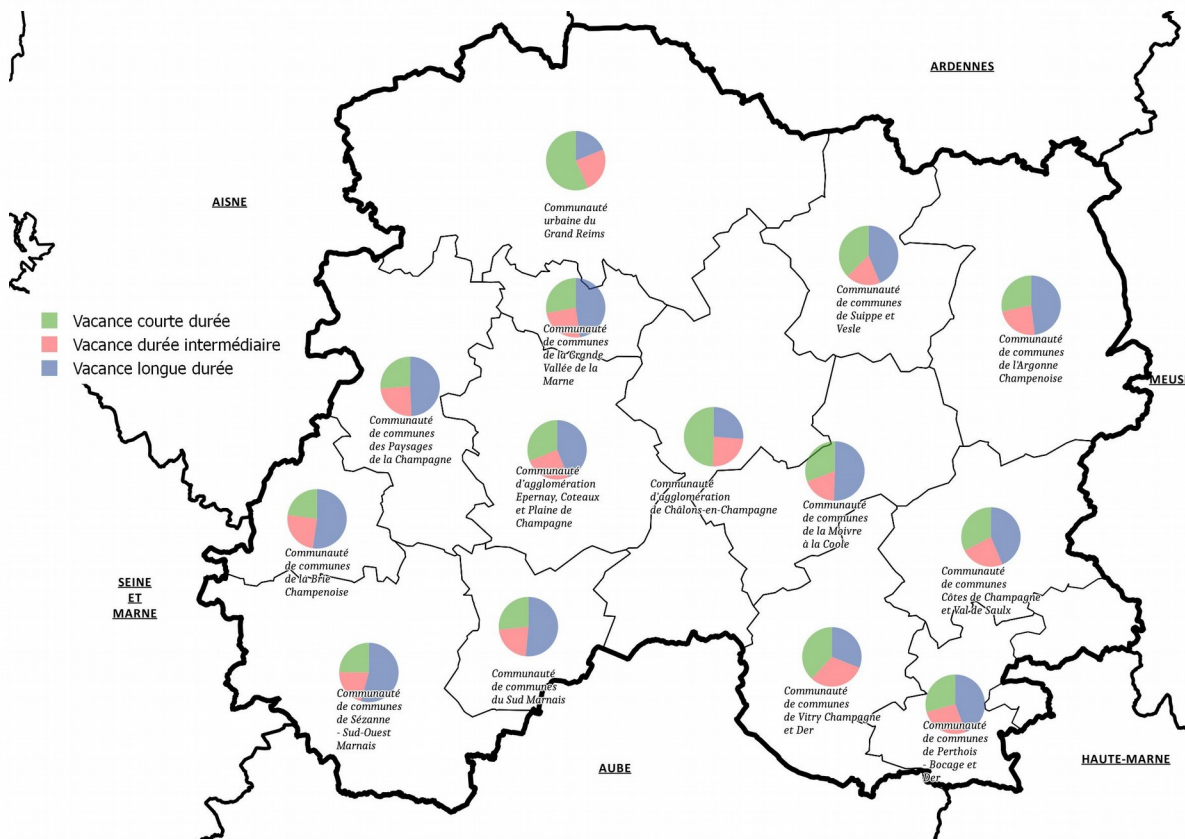 ARDENNES
AISNE
Communauté
urbaine du
Grand Reims
Communauté
de communes
de Suippe et
Vesle
Vacance courte durée
Vacance durée intermédiaire
Vacance longue durée
Communauté
de communes
de la Grande
Vallée de la
Marne
Communauté
de communes
de l'Argonne
Champenoise
MEUSE
Communauté
de communes
des Paysages
de la Champagne
Communauté
d'agglomération
Epernay, Coteaux
et Plaine de
Champagne
Communauté
d'agglomération
de Châlons-en-Champagne
Communauté
de communes
de la Moivre
à la Coole
Communauté
de communes
de la Brie
Champenoise
Communauté
de communes
Côtes de Champagne
et Val de Saulx
SEINE
ET
MARNE
Communauté
de communes
du Sud Marnais
Communauté
de communes
de Sézanne
- Sud-Ouest
Marnais
Communauté
de communes
de Vitry Champagne
et Der
Communauté
de communes
de Perthois
- Bocage et
Der
AUBE
HAUTE-MARNE